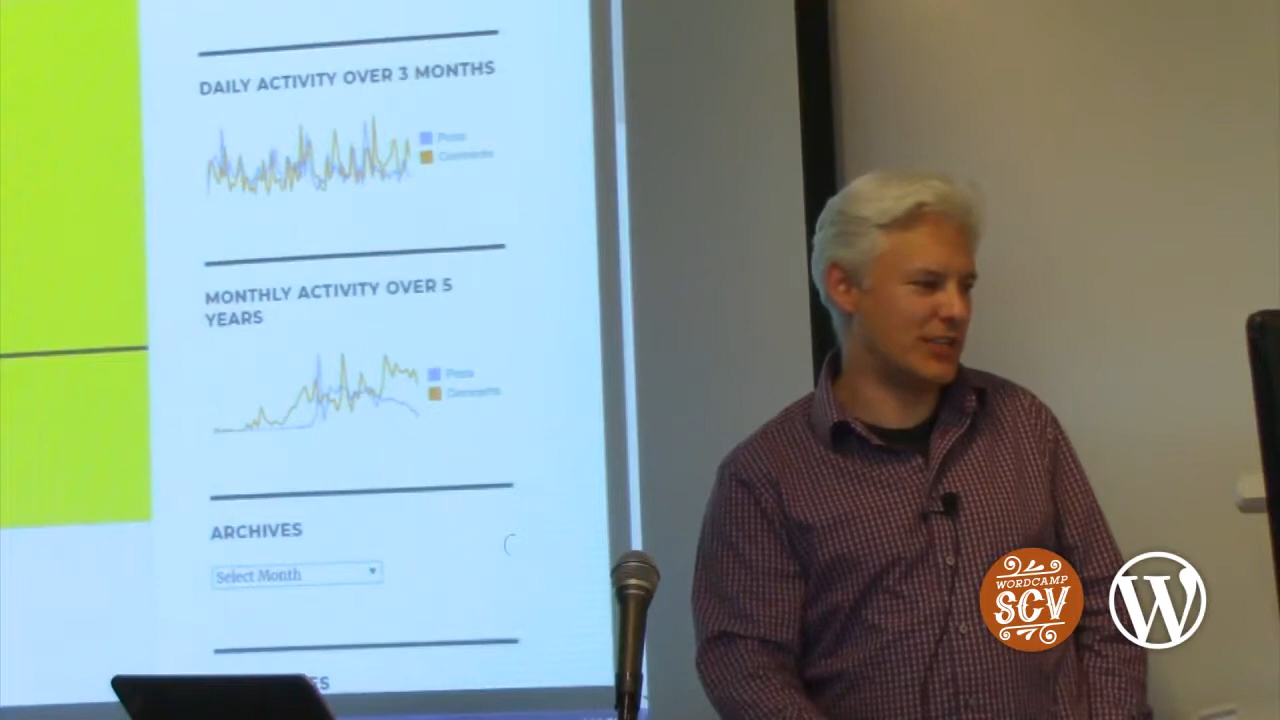 DAILY ACTIVITY OVER 3 MONTHS
Posts
Comments
MONTHLY ACTIVITY OVER 5
YEARS
Posts
Comments
ARCHIVES
Select Month
WORDCAMP
SCV
W